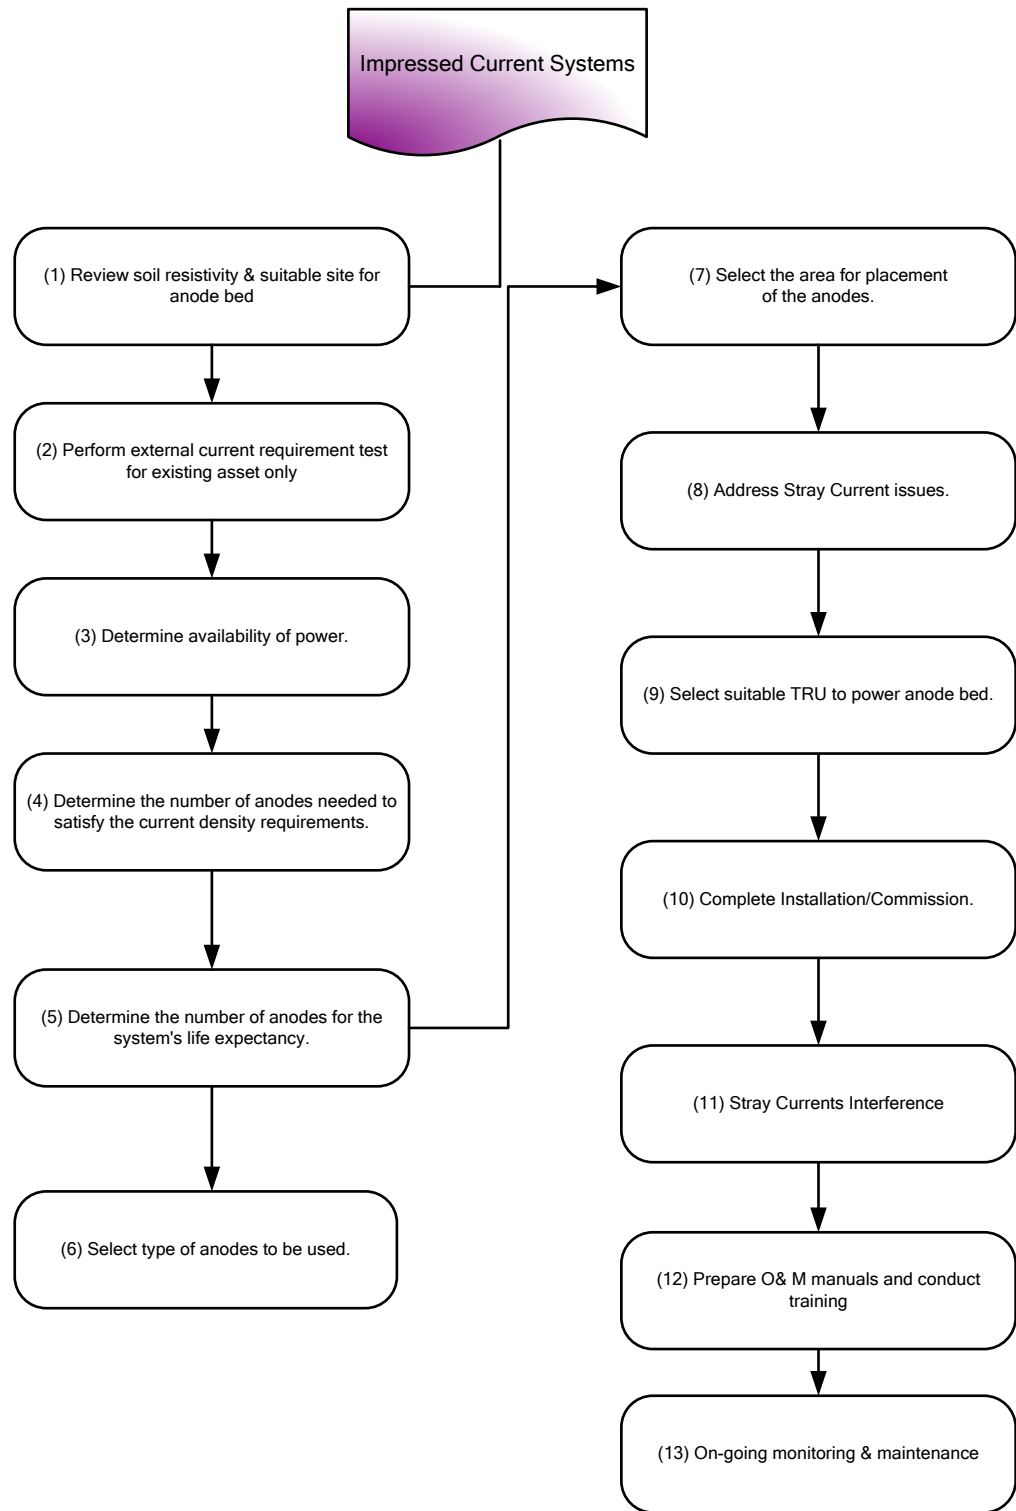 Impressed Current Systems
(1) Review soil resistivity & suitable site for
anode bed
(2) Perform external current requirement test
for existing asset only
(3) Determine availability of power.
(4) Determine the number of anodes needed to
satisfy the current density requirements.
(5) Determine the number of anodes for the
system's life expectancy.
(6) Select type of anodes to be used.
(7) Select the area for placement
of the anodes.
(8) Address Stray Current issues.
(9) Select suitable TRU to power anode bed.
(10) Complete Installation/Commission.
(11) Stray Currents Interference
(12) Prepare O& M manuals and conduct
training
(13) On-going monitoring & maintenance